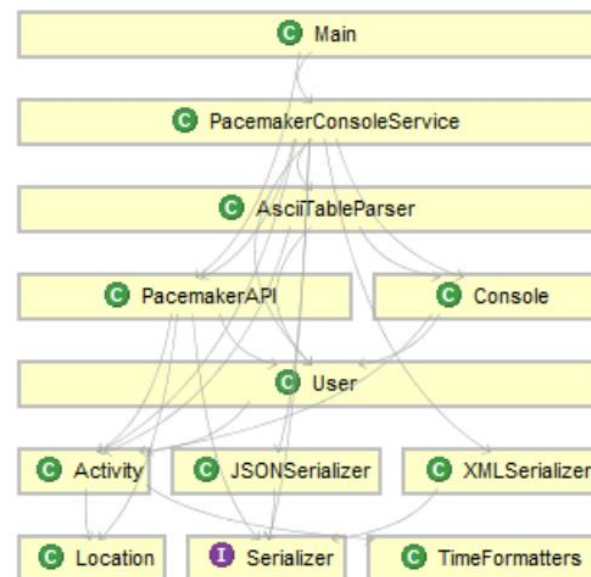 C Main
C PacemakerConsoleService
C AsciiTableParser
C PacemakerAPI C Console
C User
C Activity C JSONSerializer C XMLSerializer
C Location I Serializer C TimeFormatters